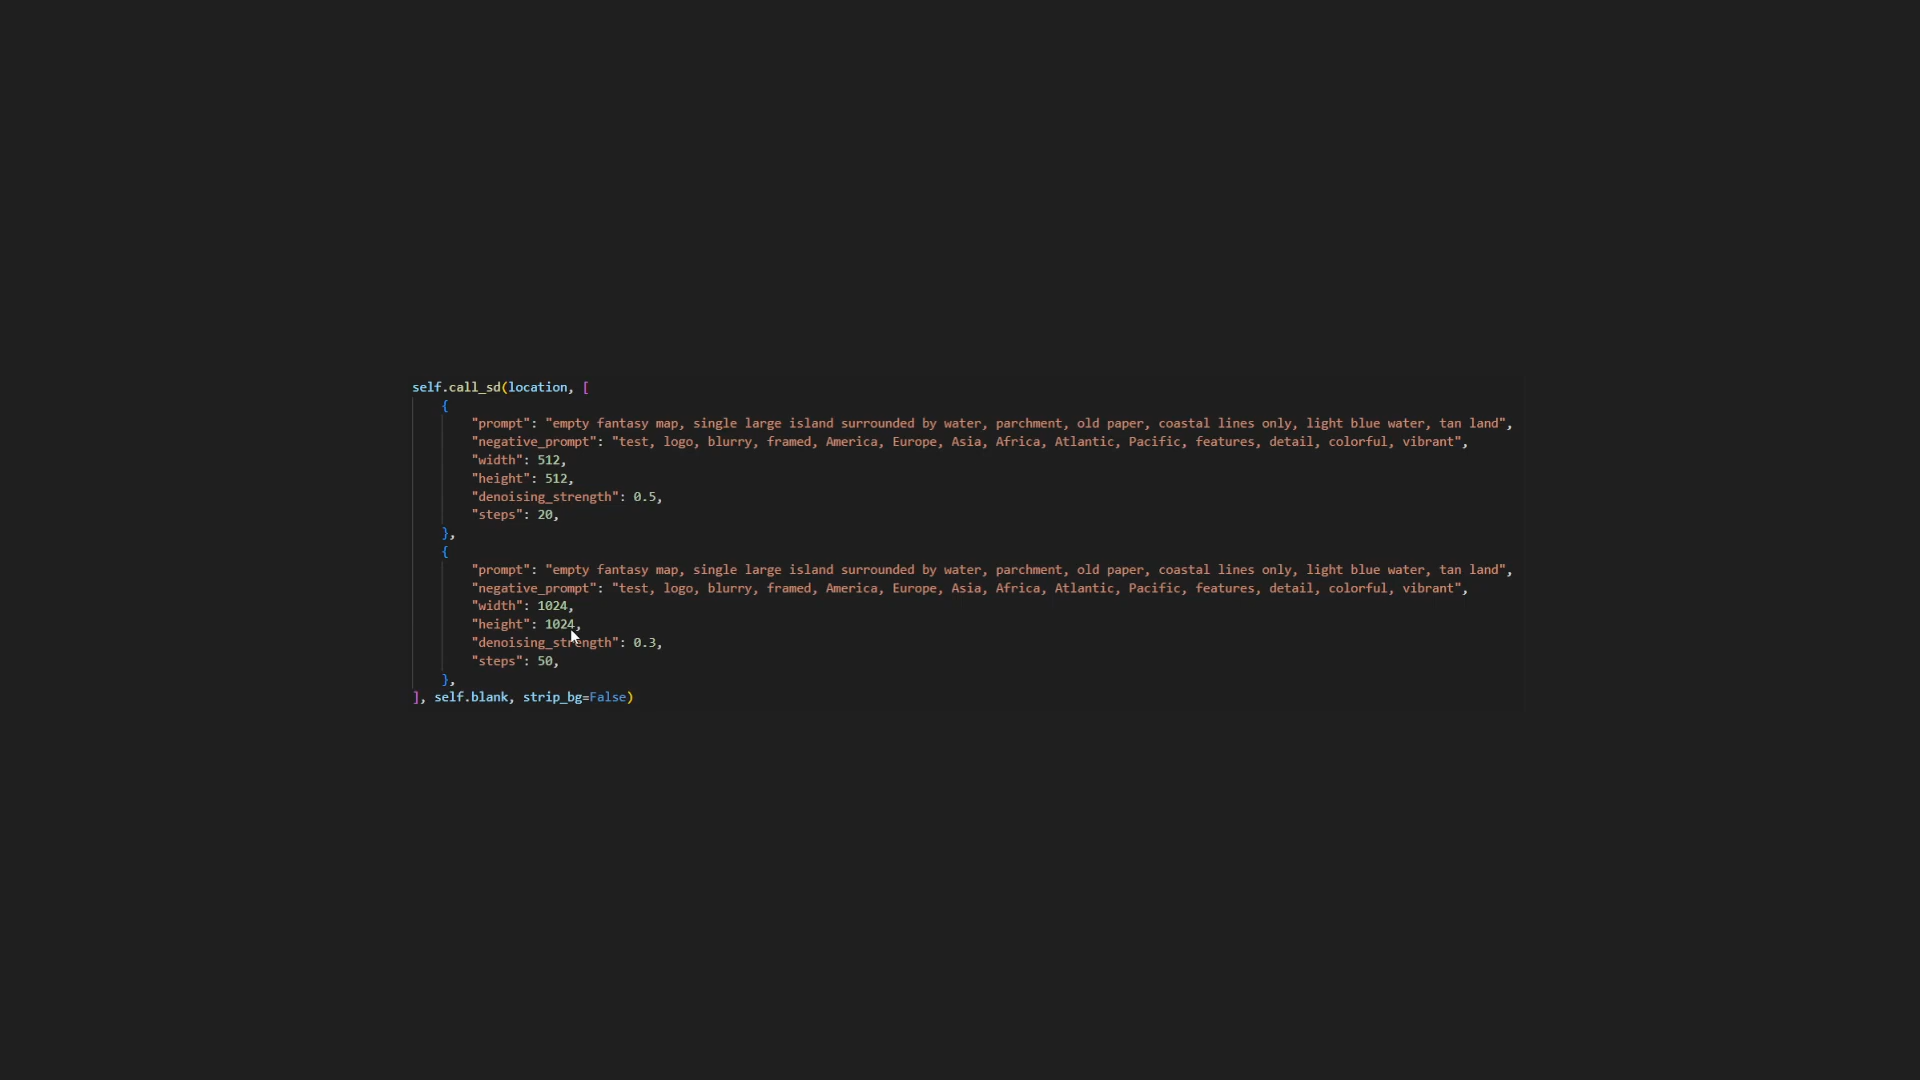 self.call_sd(location, [
{
"prompt": "empty fantasy map, single large island surrounded by water, parchment, old paper, coastal lines only, light blue water, tan land",
"negative_prompt": "test, logo, blurry, framed, America, Europe, Asia, Africa, Atlantic, Pacific, features, detail, colorful, vibrant",
"width": 512,
"height": 512,
"denoising_strength": 0.5,
"steps": 20,
},
{
"prompt": "empty fantasy map, single large island surrounded by water, parchment, old paper, coastal lines only, light blue water, tan land",
"negative_prompt": "test, logo, blurry, framed, America, Europe, Asia, Africa, Atlantic, Pacific, features, detail, colorful, vibrant",
"width": 1024,
"height": 1024,
"denoising_strength": 0.3,
"steps": 50,
},
], self.blank, strip_bg=False)